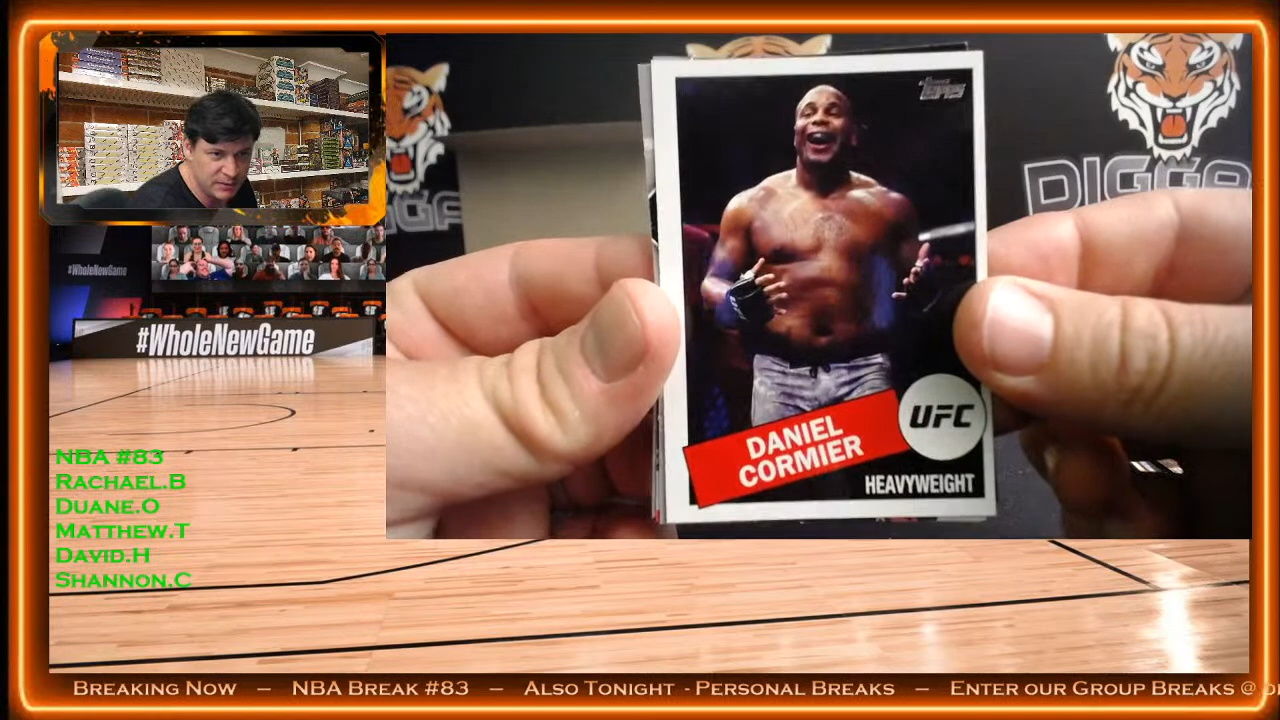 Topps
DIGGA
#WholeNewGame
#WholeNewGame
DANIEL
CORMIER
UFC
HEAVYWEIGHT
NBA #83
RACHAEL.B
DUANE.O
MATTHEW.T
DAVID.H
SHANNON.C
BREAKING NOW – NBA BREAK #83 – ALSO TONIGHT - PERSONAL BREAKS – ENTER OUR GROUP BREAKS @